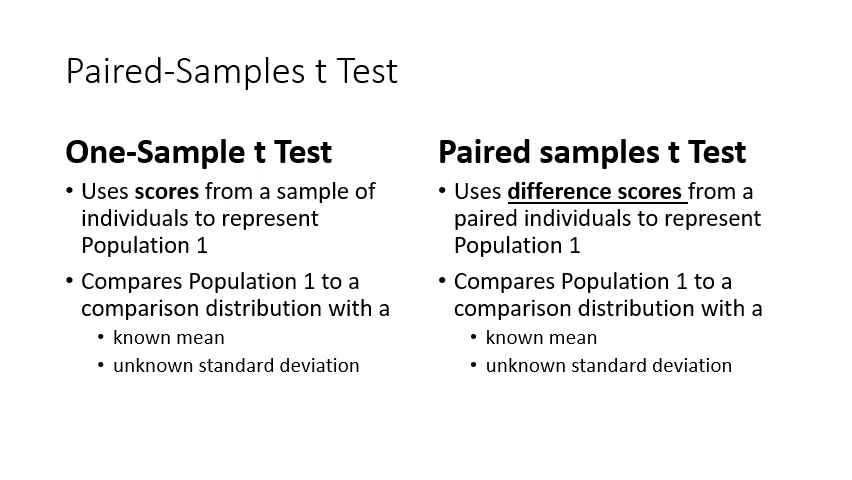 Paired-Samples t Test
One-Sample t Test
• Uses scores from a sample of
individuals to represent
Population 1
• Compares Population 1 to a
comparison distribution with a
• known mean
• unknown standard deviation
Paired samples t Test
• Uses difference scores from a
paired individuals to represent
Population 1
• Compares Population 1 to a
comparison distribution with a
• known mean
• unknown standard deviation